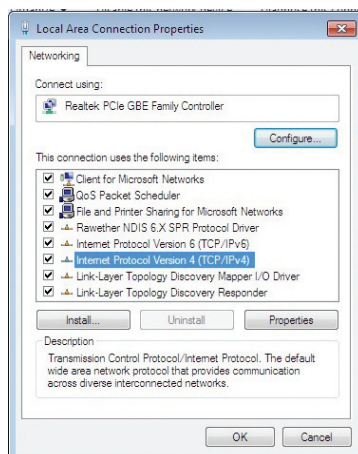 Local Area Connection Properties
Networking
Connect using:
Realtek PCIe GBE Family Controller
Configure...
This connection uses the following items:
Client for Microsoft Networks
QoS Packet Scheduler
File and Printer Sharing for Microsoft Networks
Rawether NDIS 6.X SPR Protocol Driver
Internet Protocol Version 6 (TCP/IPv6)
Internet Protocol Version 4 (TCP/IPv4)
Link-Layer Topology Discovery Mapper I/O Driver
Link-Layer Topology Discovery Responder
Install... Uninstall Properties
Description
Transmission Control Protocol/Internet Protocol. The default
wide area network protocol that provides communication
across diverse interconnected networks.
OK Cancel